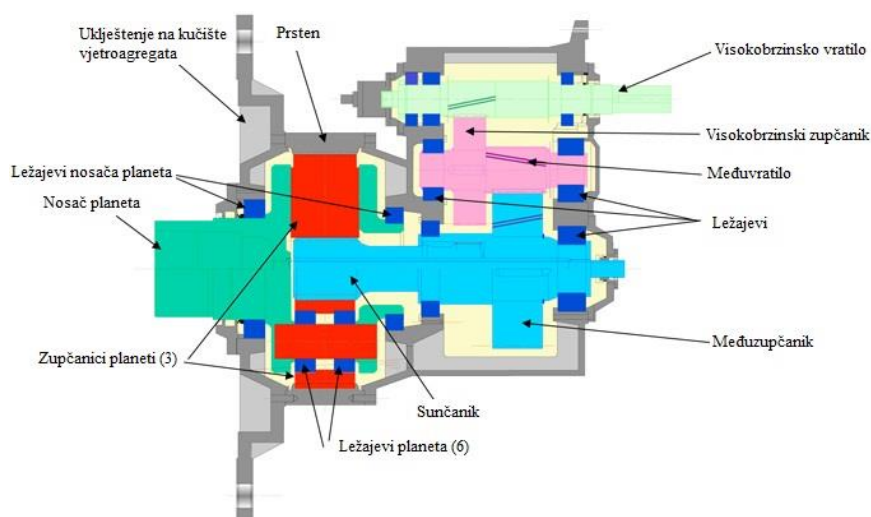 Uklještenje na kučište
vjetroagregata
Prsten
Visokobrzinsko vratilo
Visokobrzinski zupčanik
Međuvratilo
Ležajevi nosača planeta
Nosač planeta
Ležajevi
Međuzupčanik
Zupčanici planeti (3)
Sunčanik
Ležajevi planeta (6)